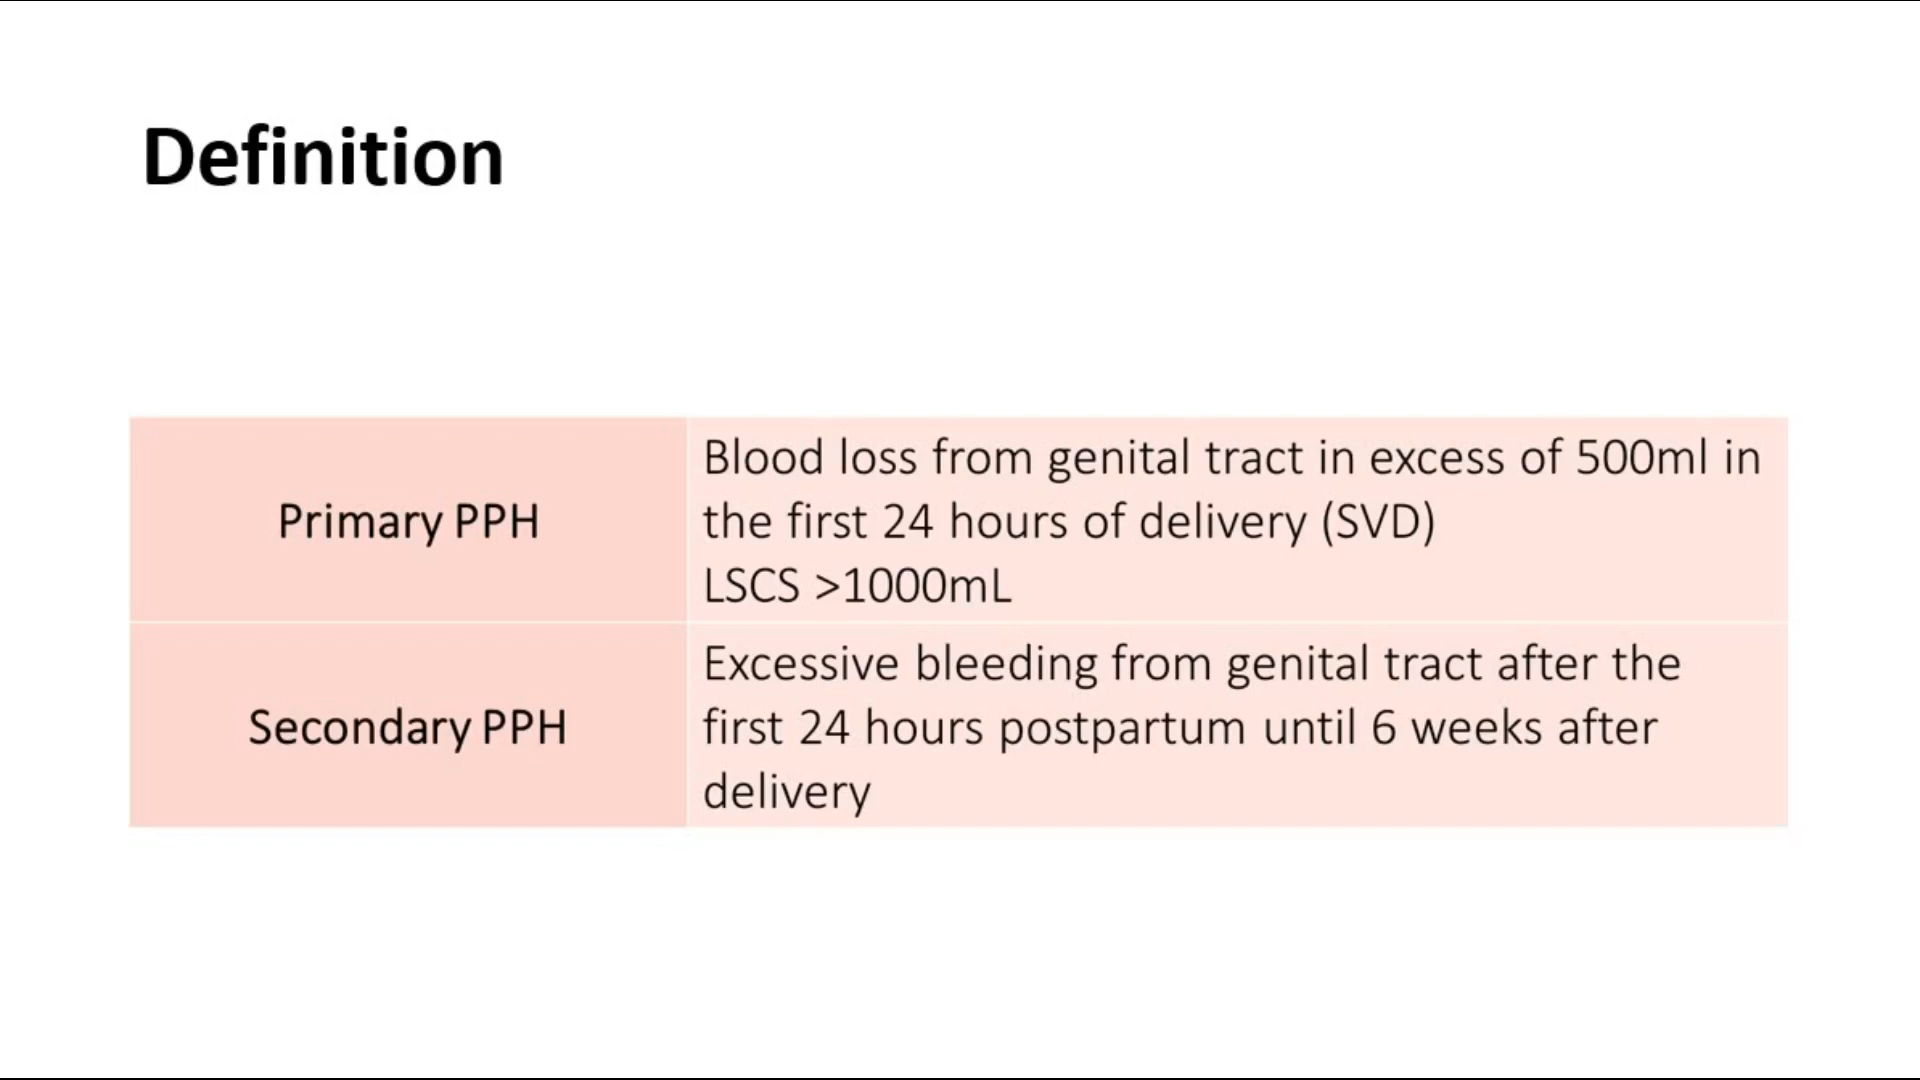 Definition
Primary PPH
Blood loss from genital tract in excess of 500ml in
the first 24 hours of delivery (SVD)
LSCS >1000mL
Secondary PPH
Excessive bleeding from genital tract after the
first 24 hours postpartum until 6 weeks after
delivery